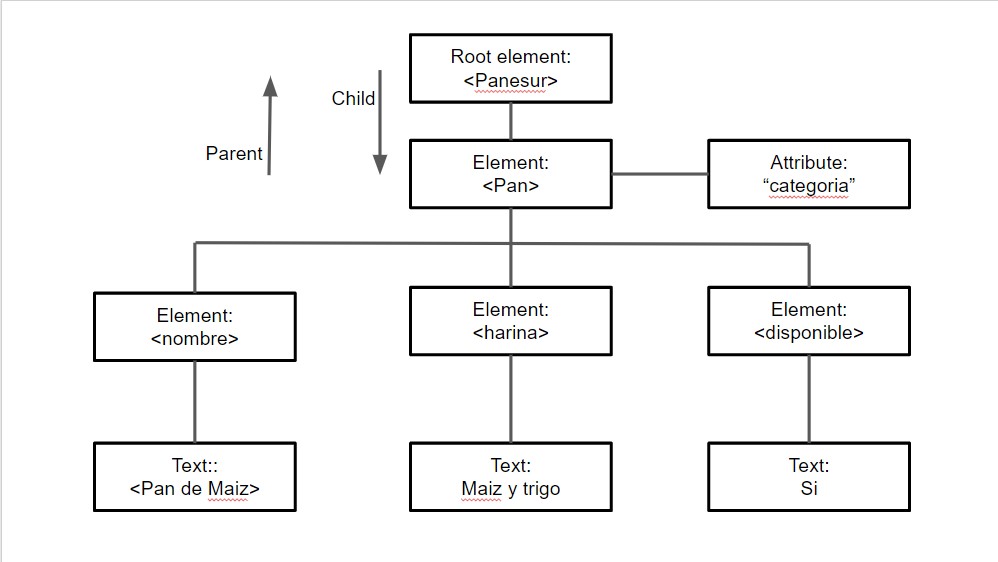 Root element:
<Panesur>
Child
Parent
Element:
<Pan>
Attribute:
“categoria”
Element:
<nombre>
Element:
<harina>
Element:
<disponible>
Text::
<Pan de Maiz>
Text:
Maiz y trigo
Text:
Si